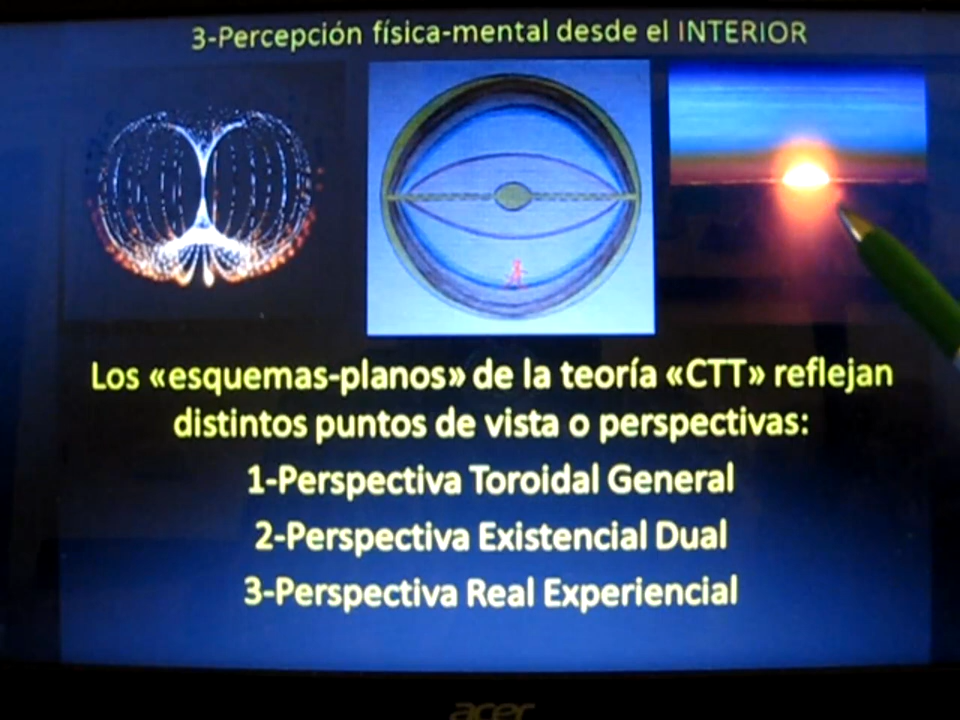 3-Percepción física-mental desde el INTERIOR
Los «esquemas-planos» de la teoría «CTT» reflejan
distintos puntos de vista o perspectivas:
1-Perspectiva Toroidal General
2-Perspectiva Existencial Dual
3-Perspectiva Real Experiencial
acer